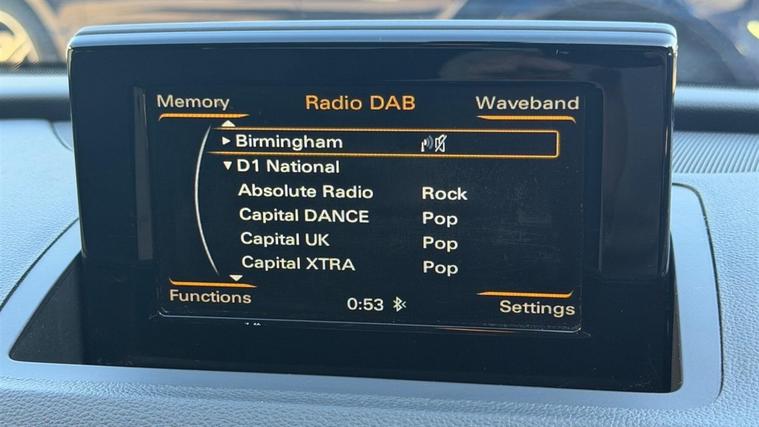 Memory Radio DAB Waveband
Birmingham
D1 National
Absolute Radio Rock
Capital DANCE Pop
Capital UK Pop
Capital XTRA Pop
Functions 0:53 Settings